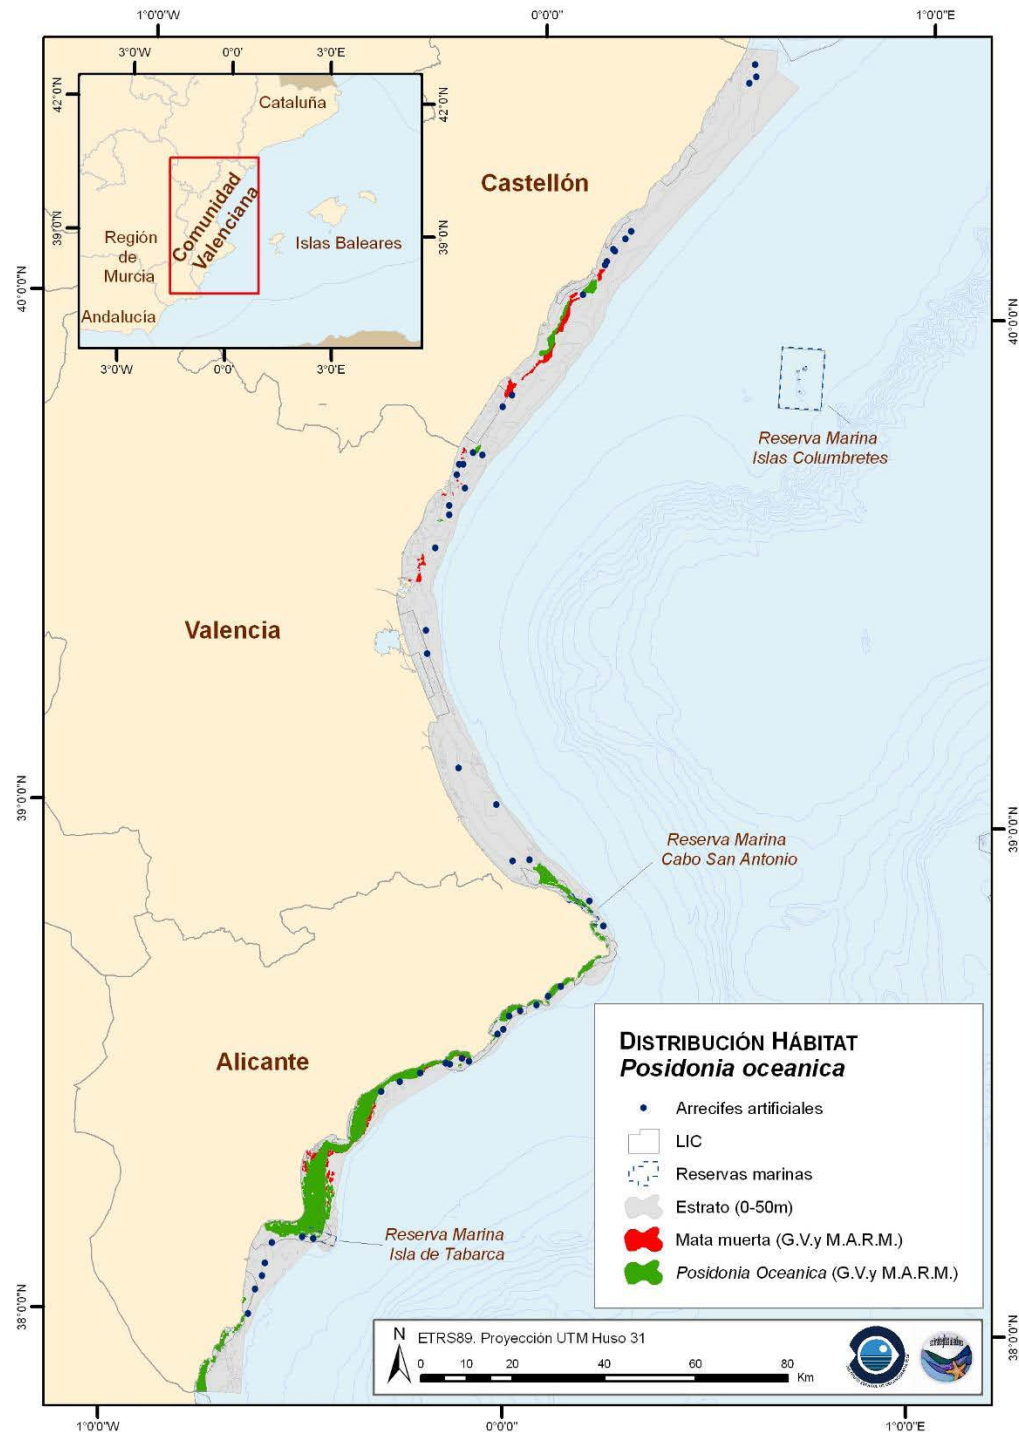 1°0'0"W
0°0'0"
1°0'0"E
3°0'W
0°0'
3°0'E
42°0'N
42°0'N
Cataluña
Comunidad
Valenciana
39°0'N
39°0'N
Región
de
Murcia
Islas Baleares
Andalucía
3°0'W
0°0'
3°0'E
Castellón
40°0'0"N
40°0'0"N
Reserva Marina
Islas Columbretes
Valencia
39°0'0"N
39°0'0"N
Reserva Marina
Cabo San Antonio
Alicante
Reserva Marina
Isla de Tabarca
DISTRIBUCIÓN HÁBITAT
Posidonia oceanica
Arrecifes artificiales
LIC
Reservas marinas
Estrato (0-50m)
Mata muerta (G.V.y M.A.R.M.)
Posidonia Oceanica (G.V.y M.A.R.M.)
38°0'0"N
38°0'0"N
N
ETRS89. Proyección UTM Huso 31
0 10 20 40 60 80
Km
1°0'0"W
0°0'0"
1°0'0"E